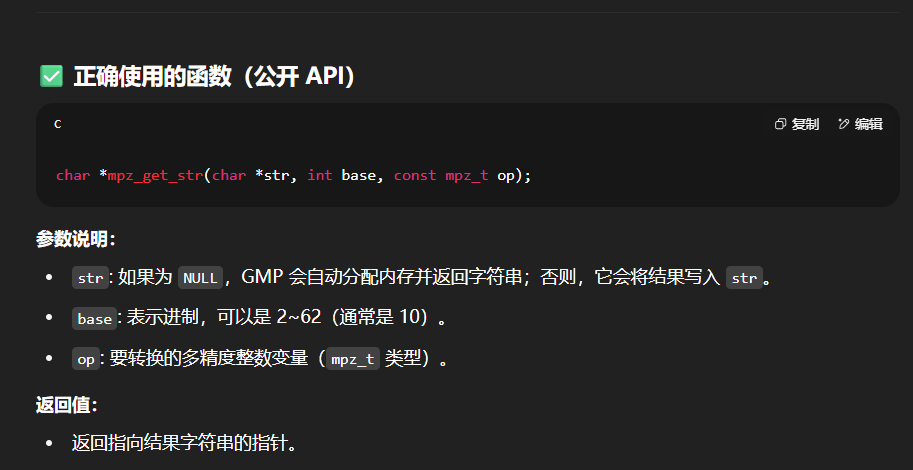 ✅ 正确使用的函数（公开 API）
c
复制 编辑
char *mpz_get_str(char *str, int base, const mpz_t op);
参数说明：
• str: 如果为 NULL，GMP 会自动分配内存并返回字符串；否则，它会将结果写入 str。
• base: 表示进制，可以是 2~62（通常是 10）。
• op: 要转换的多精度整数变量（mpz_t 类型）。
返回值：
• 返回指向结果字符串的指针。